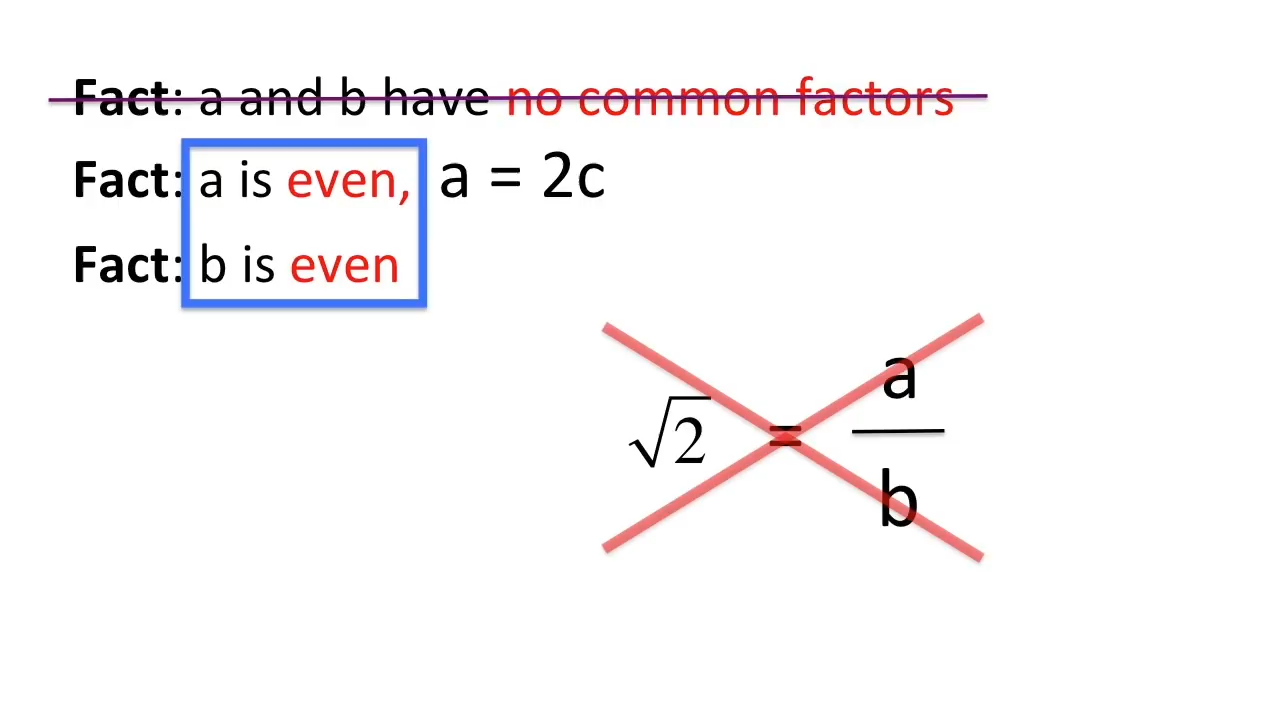 Fact: a and b have no common factors
Fact: a is even, a = 2c
Fact: b is even
√2 = a
b